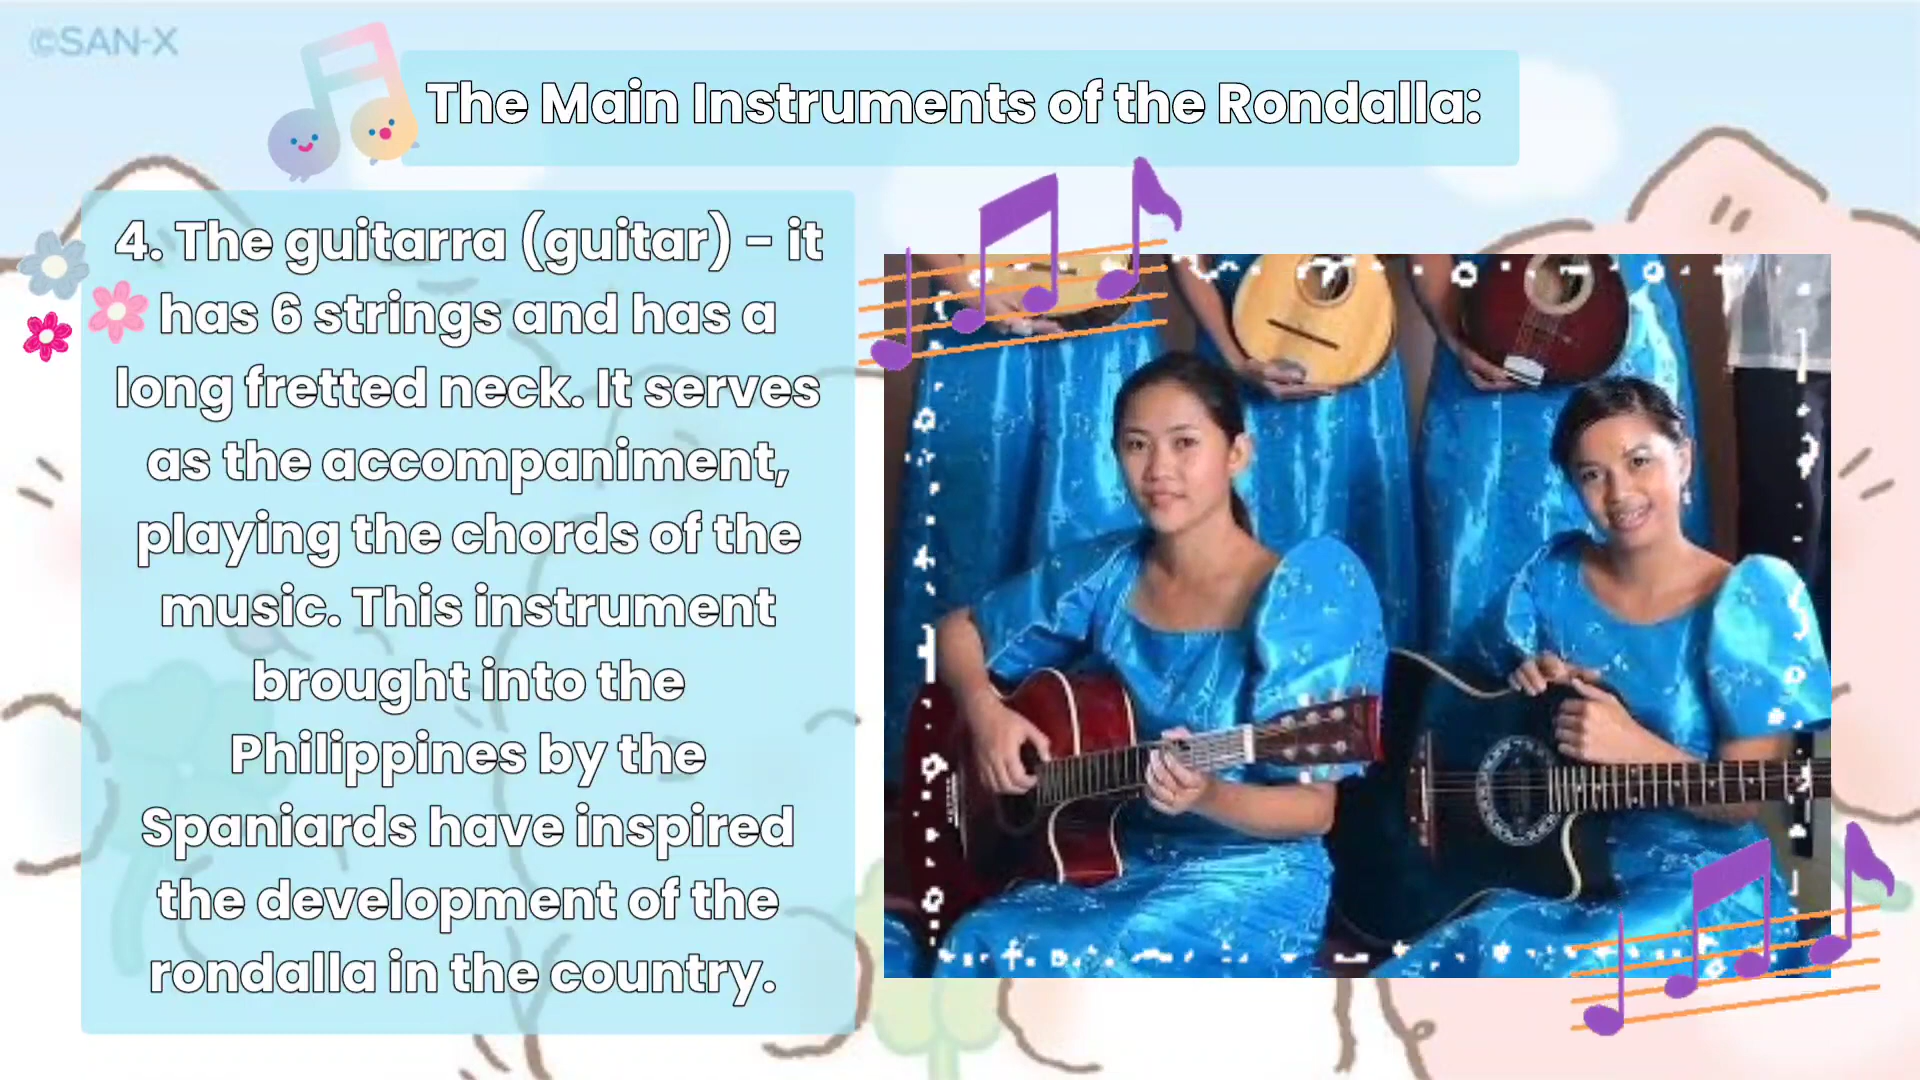 ©SAN-X
The Main Instruments of the Rondalla:
4. The guitarra (guitar) - it
has 6 strings and has a
long fretted neck. It serves
as the accompaniment,
playing the chords of the
music. This instrument
brought into the
Philippines by the
Spaniards have inspired
the development of the
rondalla in the country.